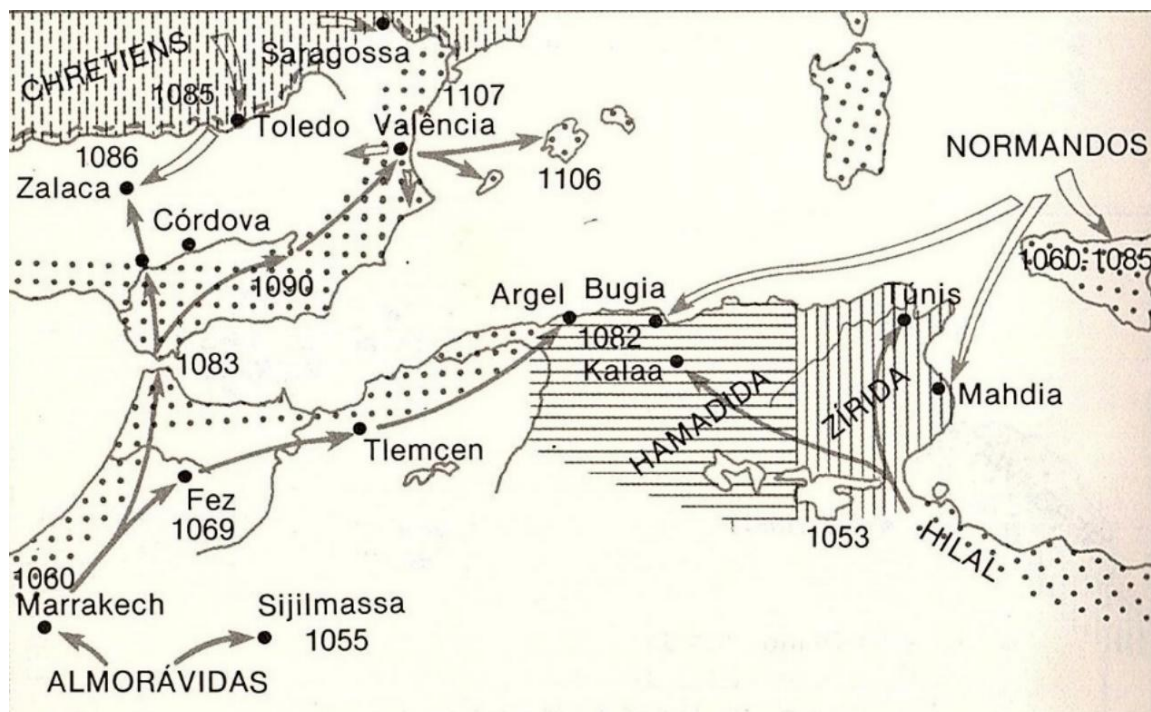 Saragossa
CHRETIENS
1085
1107
Toledo
Valência
1086
NORMANDOS
Zalaca
1106
Córdova
1060-1085
1090
Argel
Bugia
Túnis
1082
1083
Kalaa
HAMADIDA
ZÍRIDA
Mahdia
Tlemcen
Fez
1069
1053
HILAL
1060
Marrakech
Sijilmassa
1055
ALMORÁVIDAS